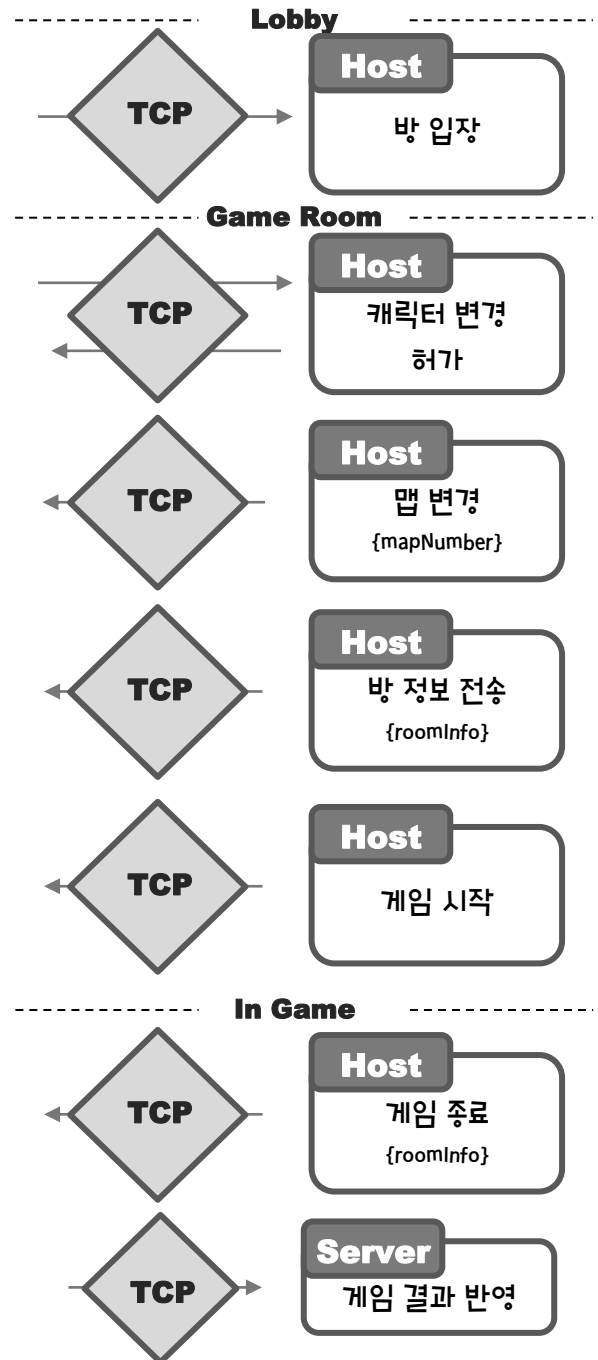 Lobby
TCP
Host
방 입장
Game Room
TCP
Host
캐릭터 변경
허가
TCP
Host
맵 변경
{mapNumber}
TCP
Host
방 정보 전송
{roomInfo}
TCP
Host
게임 시작
In Game
TCP
Host
게임 종료
{roomInfo}
TCP
Server
게임 결과 반영